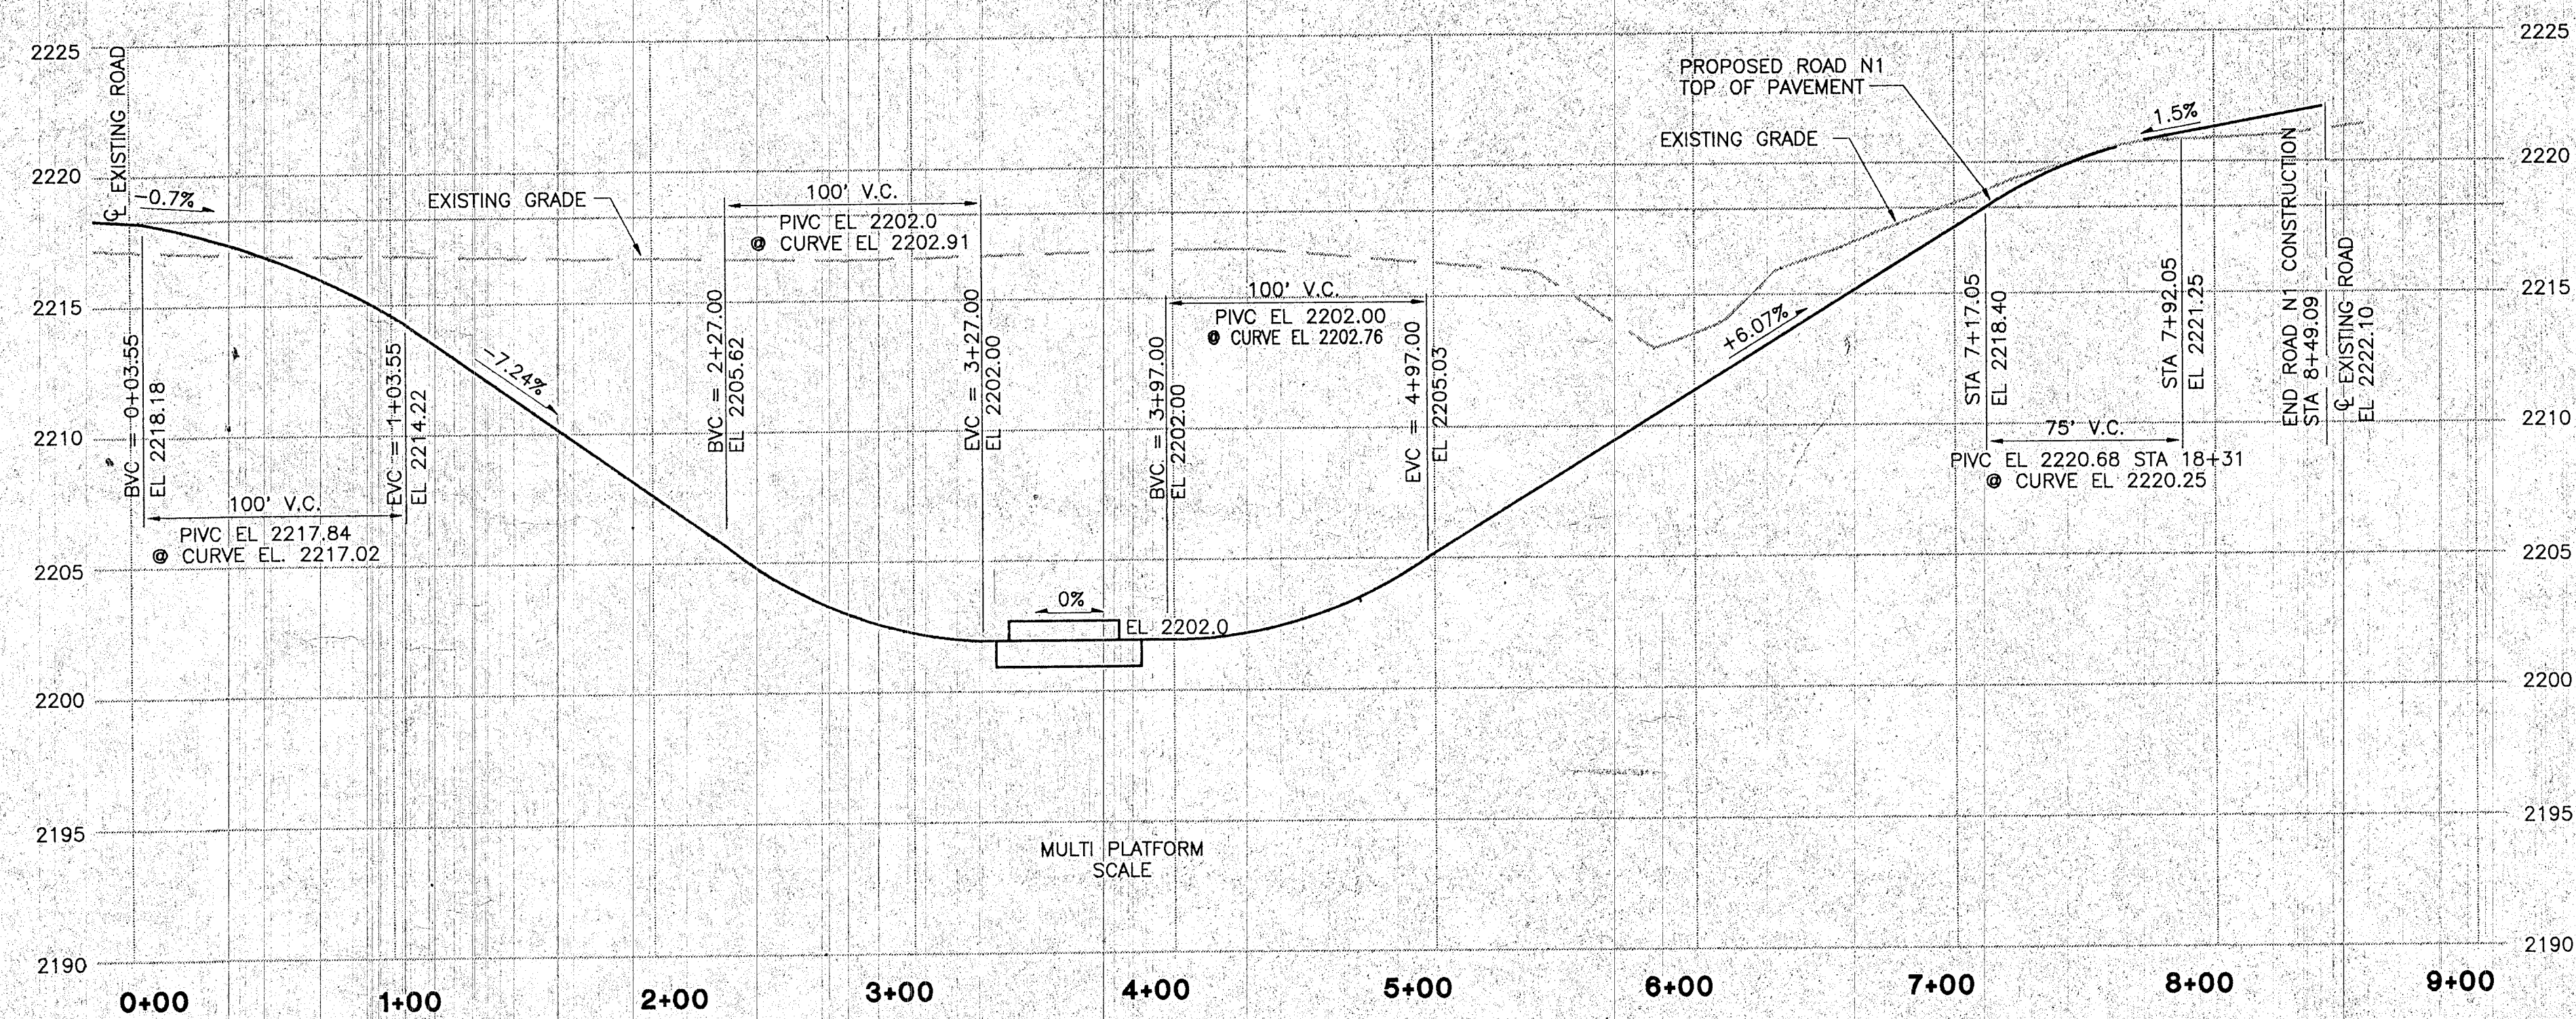 2225
2220
2215
2210
2205
2200
2195
2190
℄ EXISTING ROAD
-0.7%
BVC = 0+03.55
EL 2218.18
EVC = 1+03.55
EL 2214.22
100' V.C.
PIVC EL 2217.84
@ CURVE EL. 2217.02
-7.24%
EXISTING GRADE
100' V.C.
PIVC EL 2202.0
@ CURVE EL 2202.91
BVC = 2+27.00
EL 2205.62
EVC = 3+27.00
EL 2202.00
0%
EL 2202.0
MULTI PLATFORM
SCALE
100' V.C.
PIVC EL 2202.00
@ CURVE EL 2202.76
BVC = 3+97.00
EL 2202.00
EVC = 4+97.00
EL 2205.03
+6.07%
PROPOSED ROAD N1
TOP OF PAVEMENT
EXISTING GRADE
STA 7+17.05
EL 2218.40
STA 7+92.05
EL 2221.25
75' V.C.
PIVC EL 2220.68 STA 18+31
@ CURVE EL 2220.25
1.5%
END ROAD N1 CONSTRUCTION
STA 8+49.09
℄ EXISTING ROAD
EL 2222.10
2225
2220
2215
2210
2205
2200
2195
2190
0+00
1+00
2+00
3+00
4+00
5+00
6+00
7+00
8+00
9+00